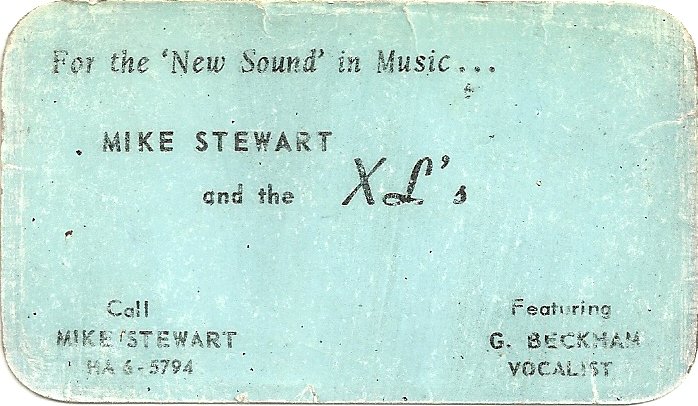 For the 'New Sound' in Music...
MIKE STEWART
and the XL's
Call
MIKE STEWART
HA 6-5794
Featuring
G. BECKHAM
VOCALIST